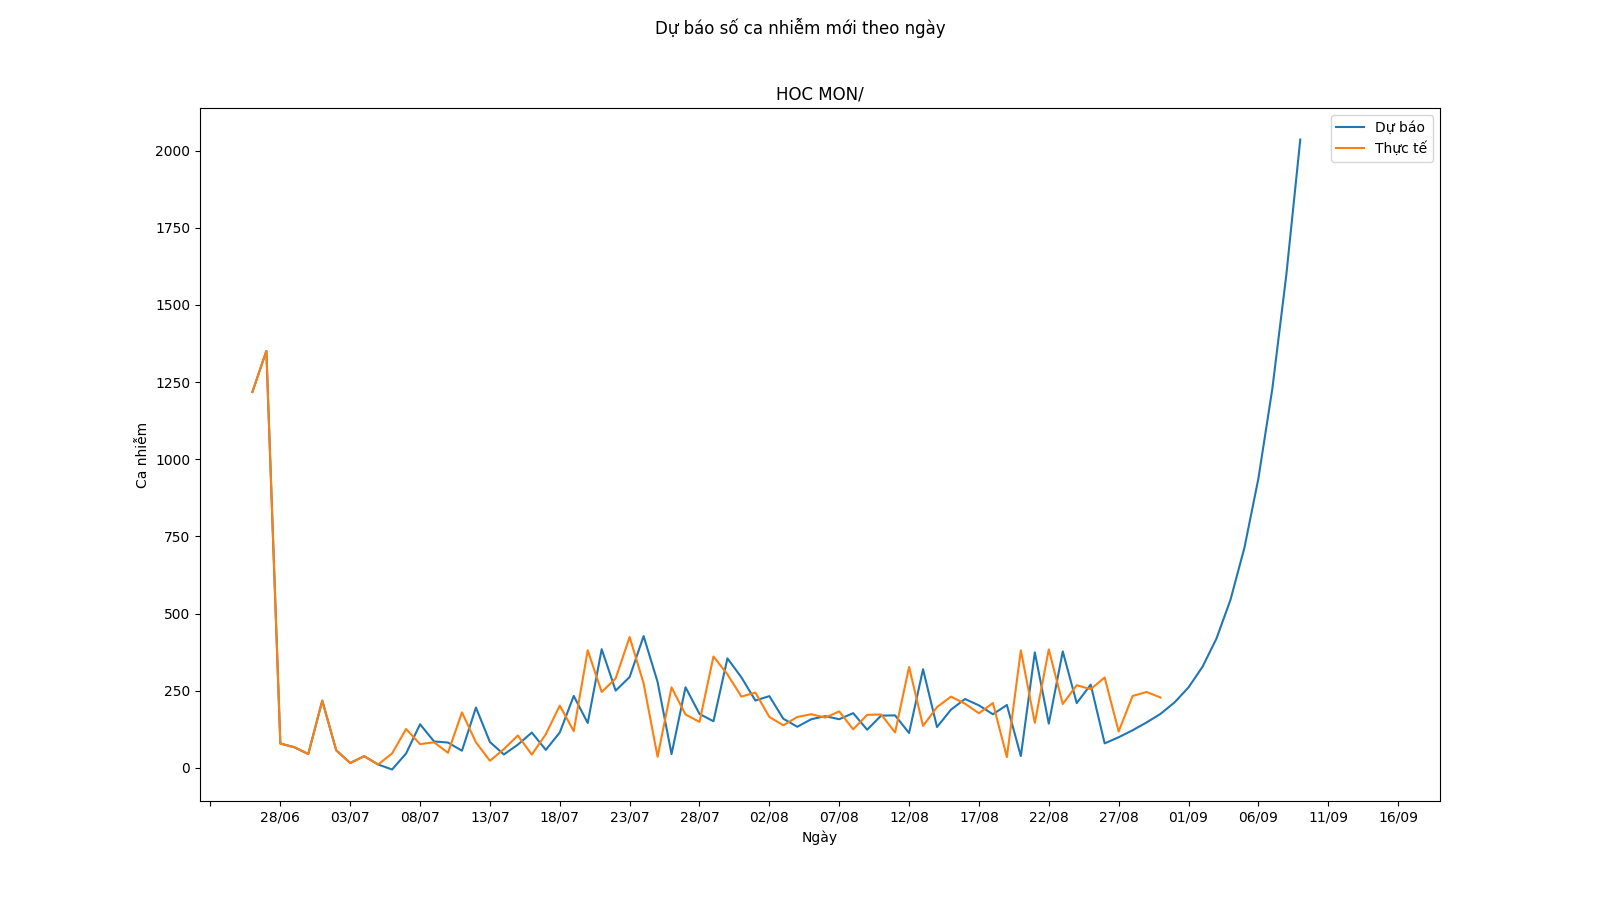 Dự báo số ca nhiễm mới theo ngày
HOC MON/
Dự báo
Thực tế
2000
1750
1500
1250
1000
750
500
250
0
Ca nhiễm
28/06 03/07 08/07 13/07 18/07 23/07 28/07 02/08 07/08 12/08 17/08 22/08 27/08 01/09 06/09 11/09 16/09
Ngày